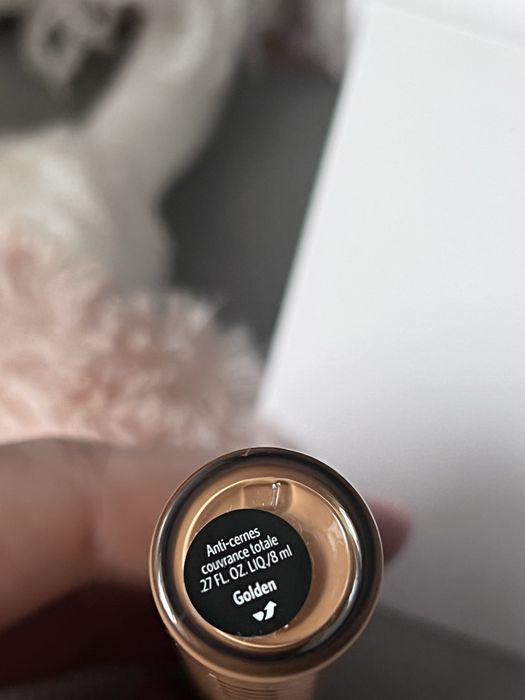 Anti-cernes
couvrance totale
.27 FL. OZ. LIQ./8 ml
Golden